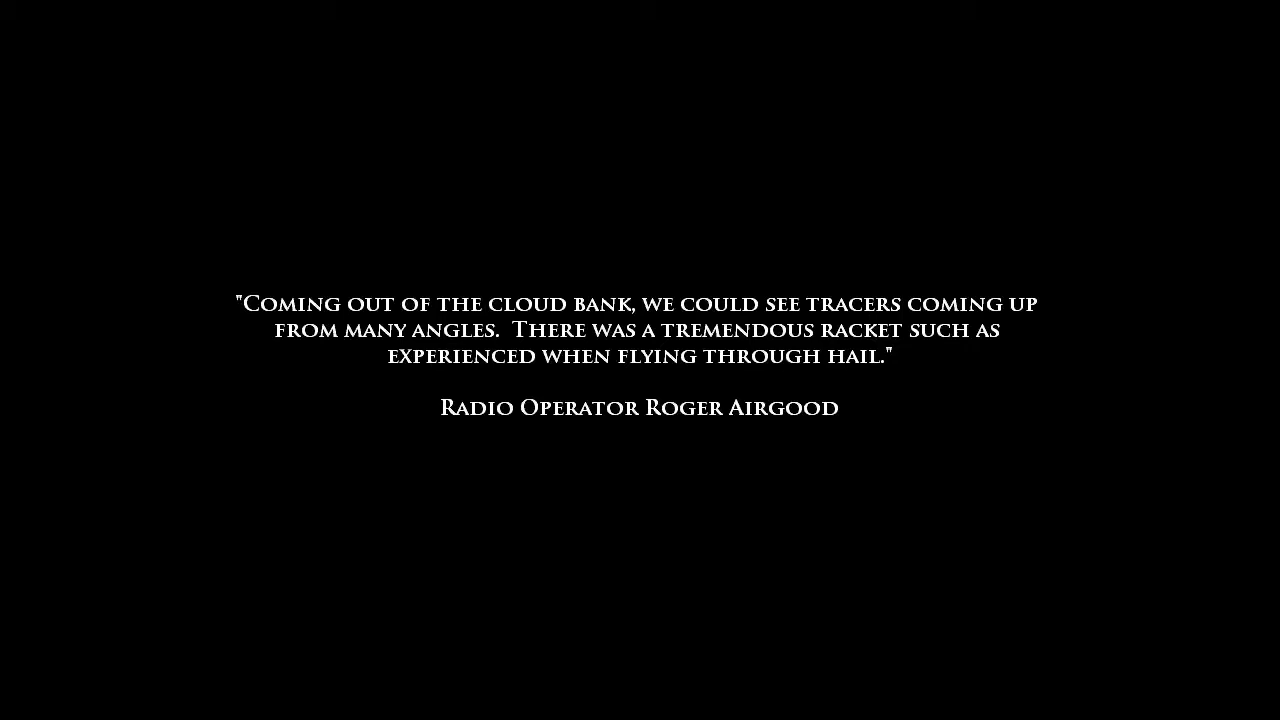 "Coming out of the cloud bank, we could see tracers coming up
from many angles.  There was a tremendous racket such as
experienced when flying through hail."
Radio Operator Roger Airgood